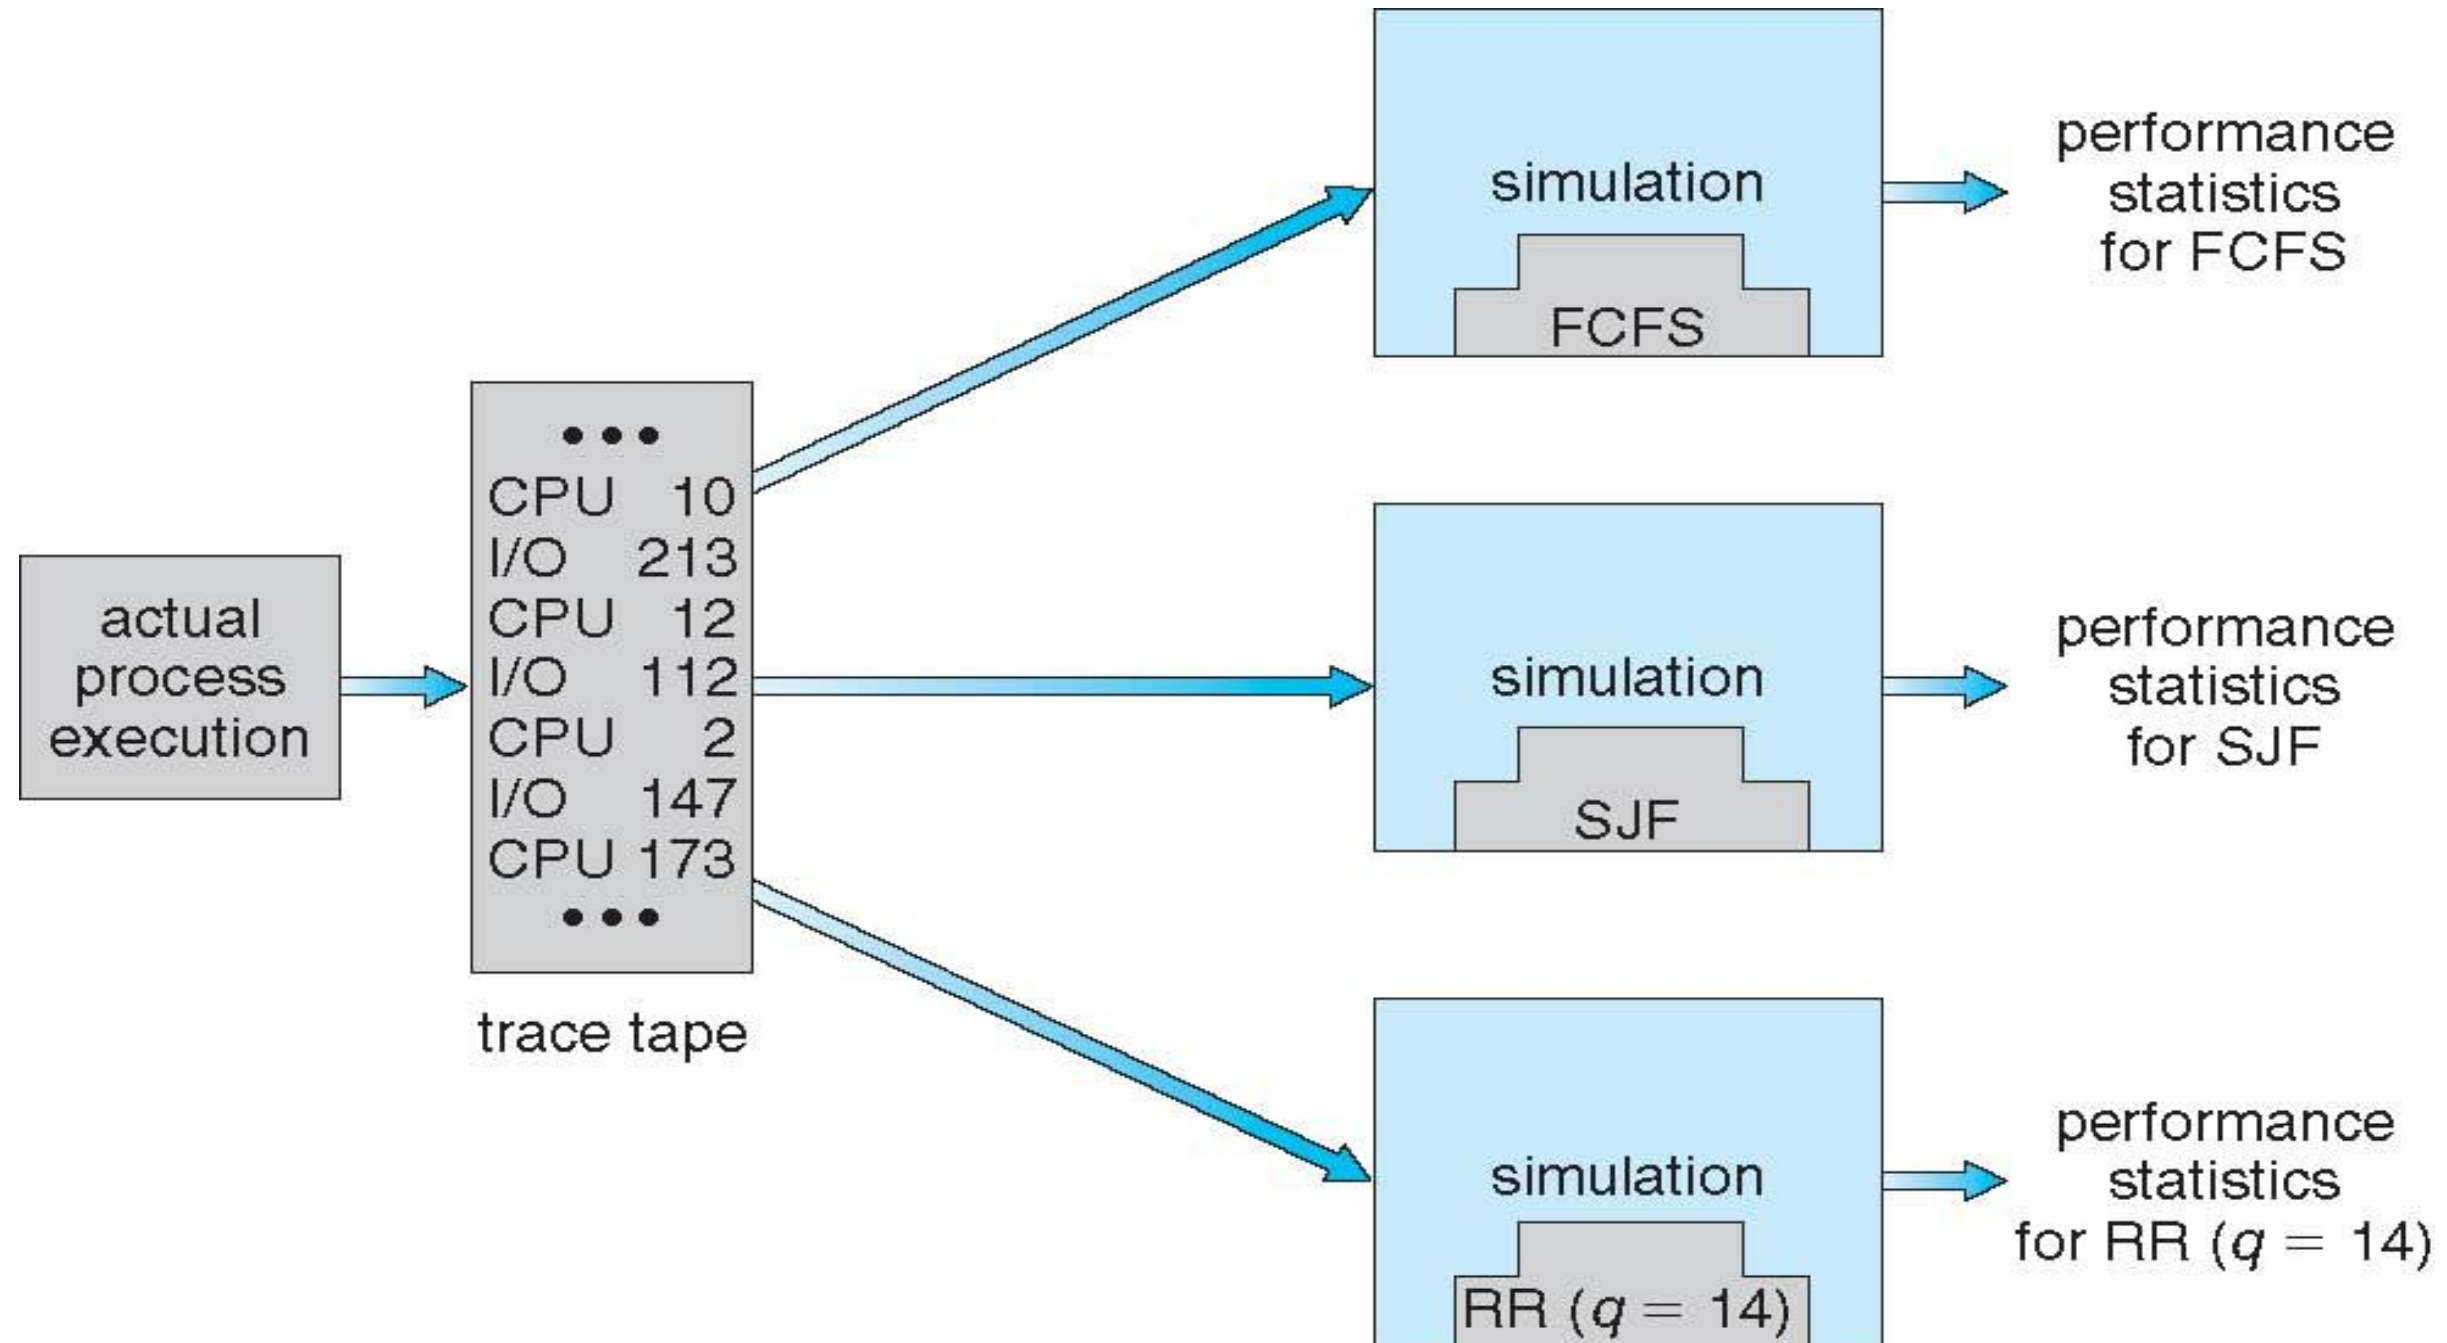 actual
process
execution
• • •
CPU 10
I/O 213
CPU 12
I/O 112
CPU 2
I/O 147
CPU 173
• • •
trace tape
simulation
FCFS
performance
statistics
for FCFS
simulation
SJF
performance
statistics
for SJF
simulation
RR (q = 14)
performance
statistics
for RR (q = 14)